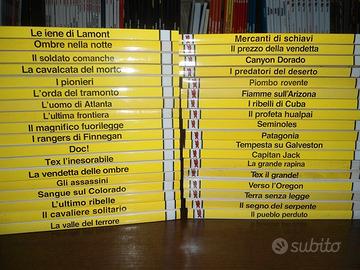 Le iene di Lamont
Ombre nella notte
Il soldato comanche
La cavalcata del morto
I pionieri
L'orda del tramonto
L'uomo di Atlanta
L'ultima frontiera
Il magnifico fuorilegge
I rangers di Finnegan
Doc!
Tex l'inesorabile
La vendetta delle ombre
Gli assassini
Sangue sul Colorado
L'ultimo ribelle
Il cavaliere solitario
La valle del terrore
Mercanti di schiavi
Il prezzo della vendetta
Canyon Dorado
I predatori del deserto
Piombo rovente
Fiamme sull'Arizona
I ribelli di Cuba
Il profeta hualpai
Seminoles
Patagonia
Tempesta su Galveston
Capitan Jack
La grande rapina
Tex il grande!
Verso l'Oregon
Terra senza legge
Il segno del serpente
Il pueblo perduto
subito